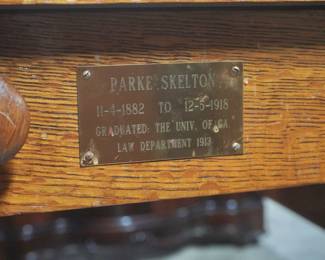 PARKE SKELTON
11-4-1882 TO 12-5-1918
GRADUATED: THE UNIV. OF GA.
LAW DEPARTMENT 1913